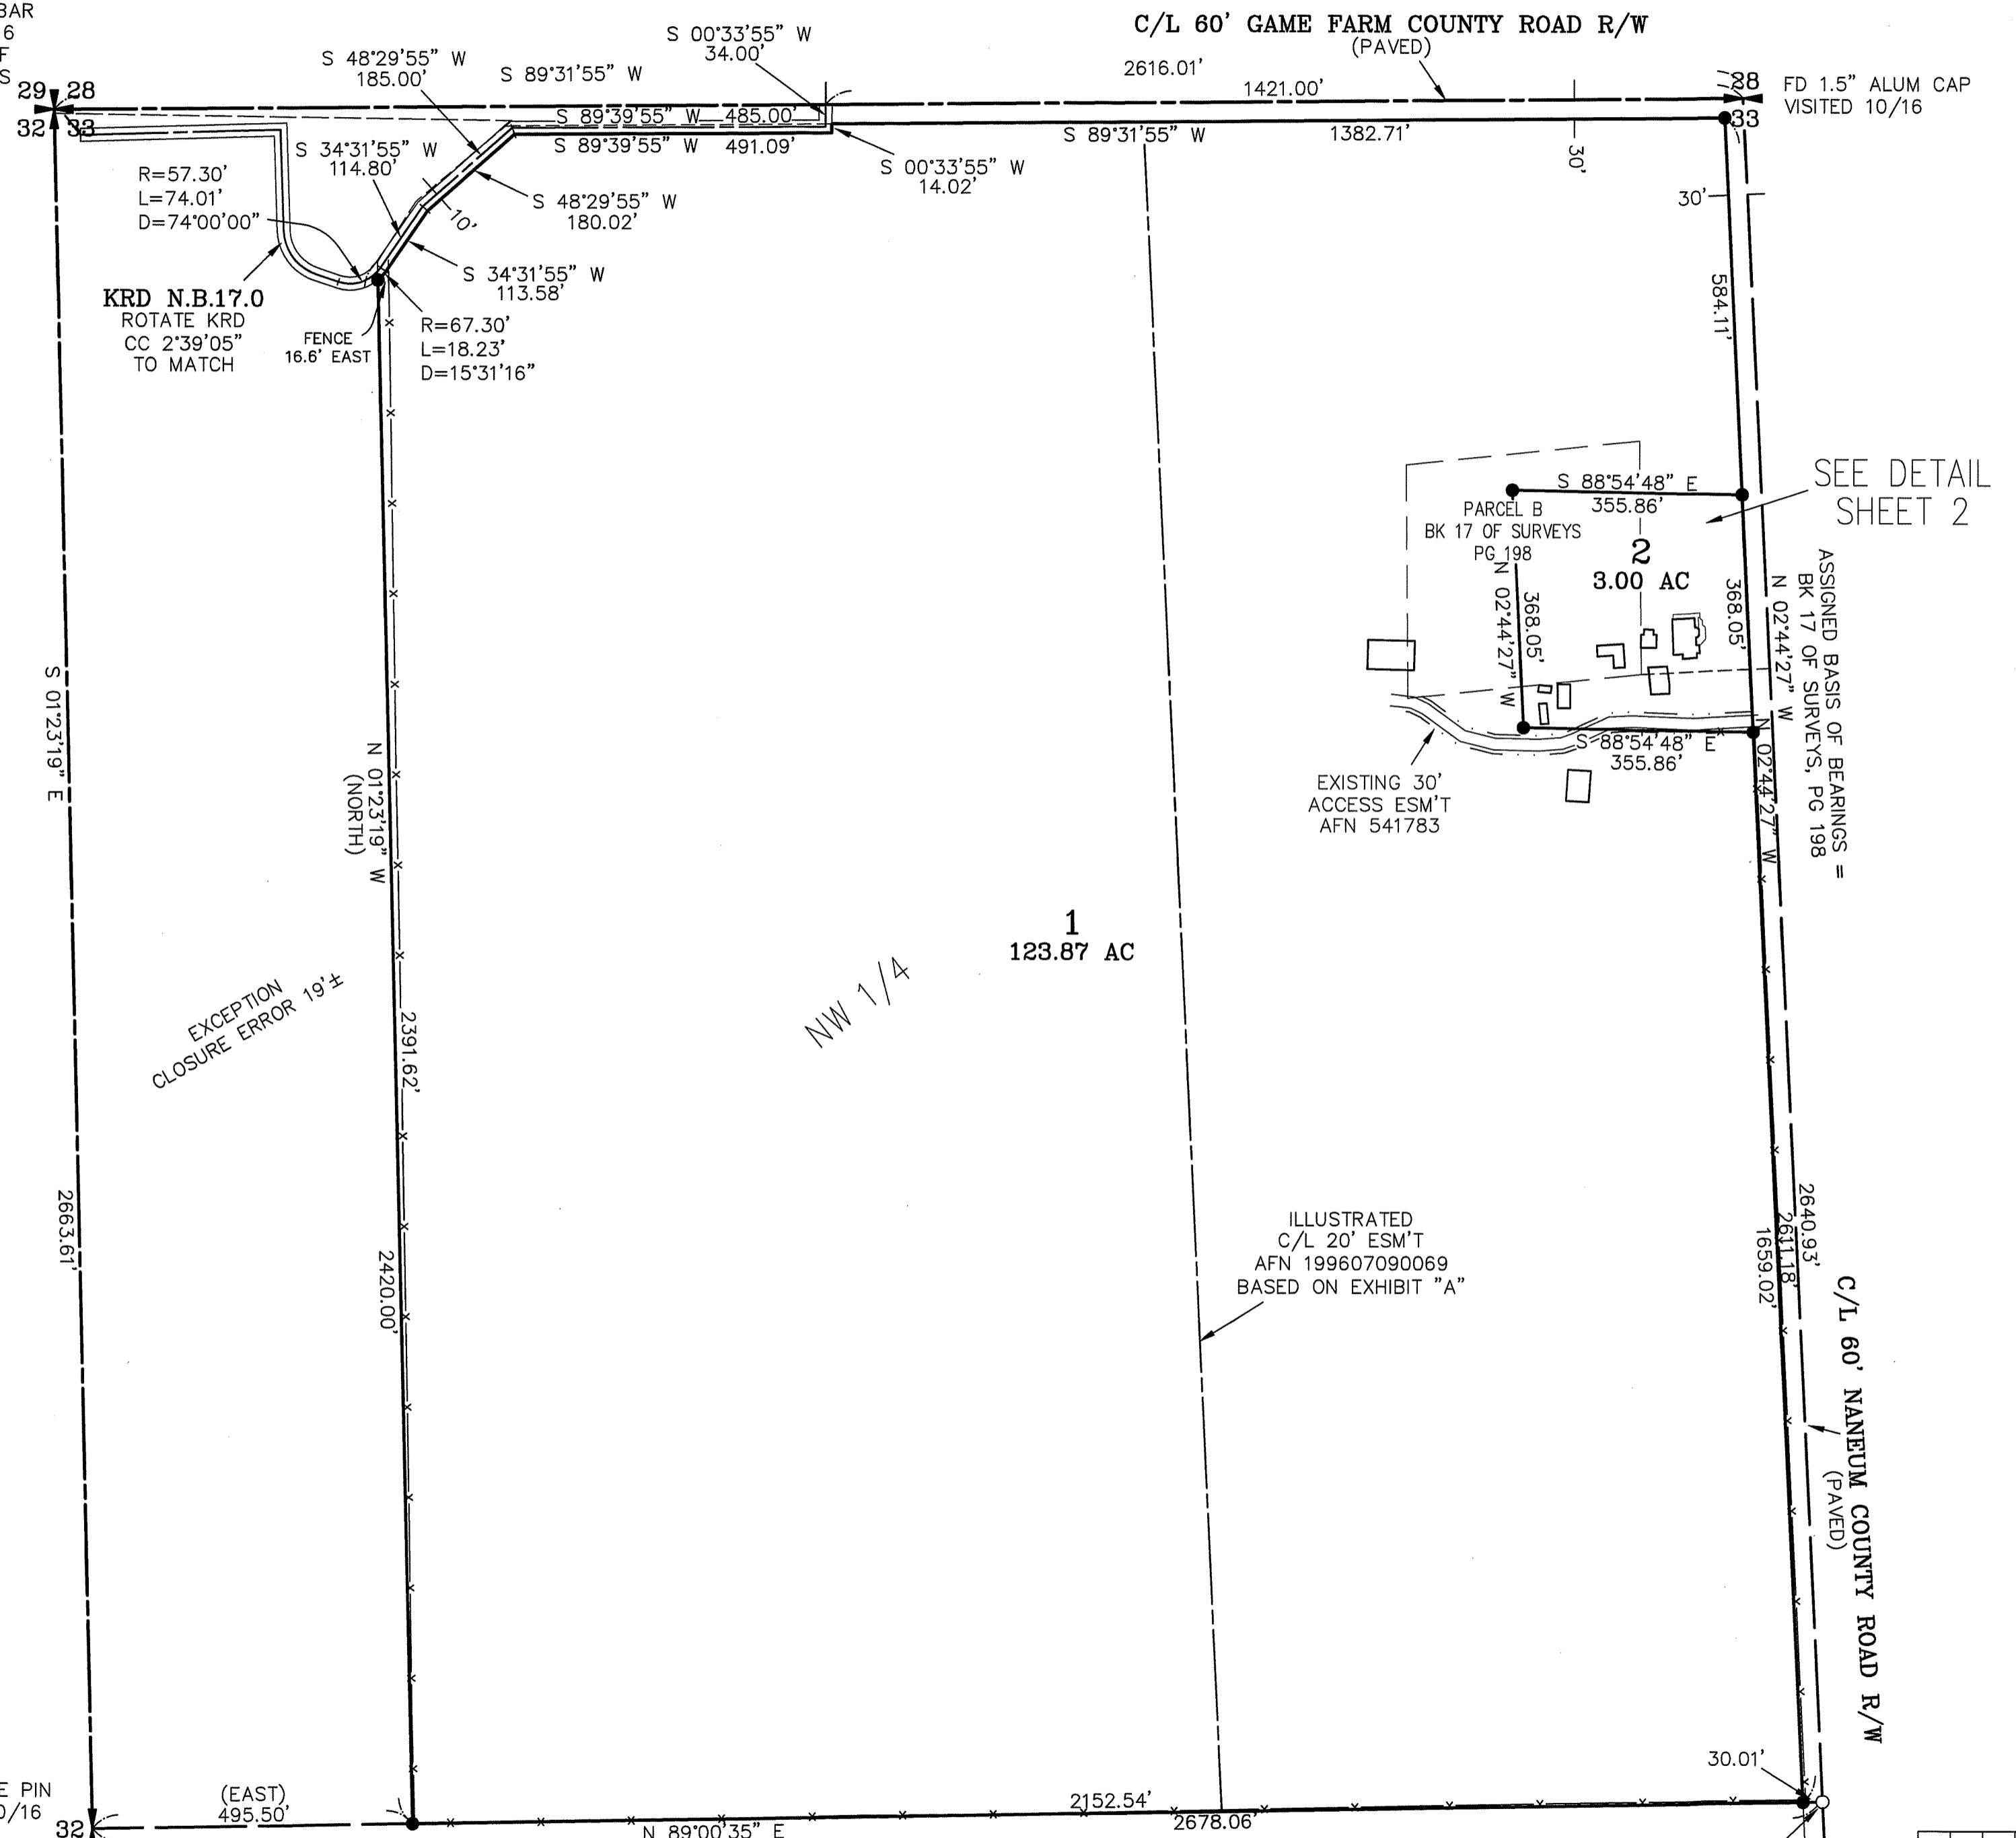 BAR
6
F
S
C/L 60' GAME FARM COUNTY ROAD R/W
(PAVED)
S 00°33'55" W
34.00'
S 48°29'55" W
185.00'
S 89°31'55" W
2616.01'
1421.00'
29
28
32
33
28
33
FD 1.5" ALUM CAP
VISITED 10/16
S 89°39'55" W 485.00'
S 89°39'55" W 491.09'
S 89°31'55" W 1382.71'
S 00°33'55" W
14.02'
30'
30'
S 34°31'55" W
114.80'
R=57.30'
L=74.01'
D=74°00'00"
10'
S 48°29'55" W
180.02'
S 34°31'55" W
113.58'
KRD N.B.17.0
ROTATE KRD
CC 2°39'05"
TO MATCH
FENCE
16.6' EAST
R=67.30'
L=18.23'
D=15°31'16"
584.11'
SEE DETAIL
SHEET 2
S 88°54'48" E
355.86'
PARCEL B
BK 17 OF SURVEYS
PG 198
2
3.00 AC
N 02°44'27" W
368.05'
368.05'
N 02°44'27" W
ASSIGNED BASIS OF BEARINGS =
BK 17 OF SURVEYS, PG 198
S 88°54'48" E
355.86'
N 02°44'27" W
EXISTING 30'
ACCESS ESM'T
AFN 541783
S 01°23'19" E
N 01°23'19" W
(NORTH)
1
123.87 AC
NW 1/4
EXCEPTION
CLOSURE ERROR 19'±
2391.62'
2663.61'
2420.00'
ILLUSTRATED
C/L 20' ESM'T
AFN 199607090069
BASED ON EXHIBIT "A"
2640.93'
2611.18'
1659.02'
C/L 60' NANEUM COUNTY ROAD R/W
(PAVED)
30.01'
E PIN
0/16
32
(EAST)
495.50'
2152.54'
2678.06'
N 89°00'35" E